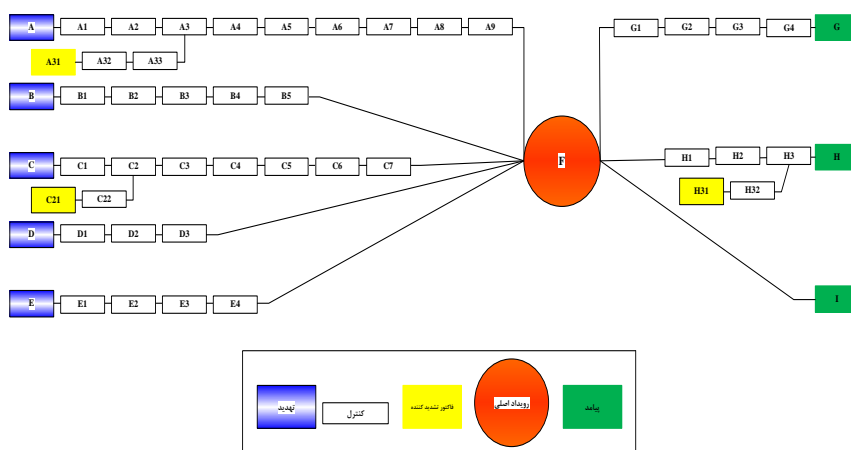 A A1 A2 A3 A4 A5 A6 A7 A8 A9 G1 G2 G3 G4 G
A31 A32 A33
B B1 B2 B3 B4 B5
C C1 C2 C3 C4 C5 C6 C7 F H1 H2 H3 H
C21 C22 H31 H32
D D1 D2 D3
E E1 E2 E3 E4 I
تهدید کنترل فاکتور تشدید کننده رویداد اصلی پیامد